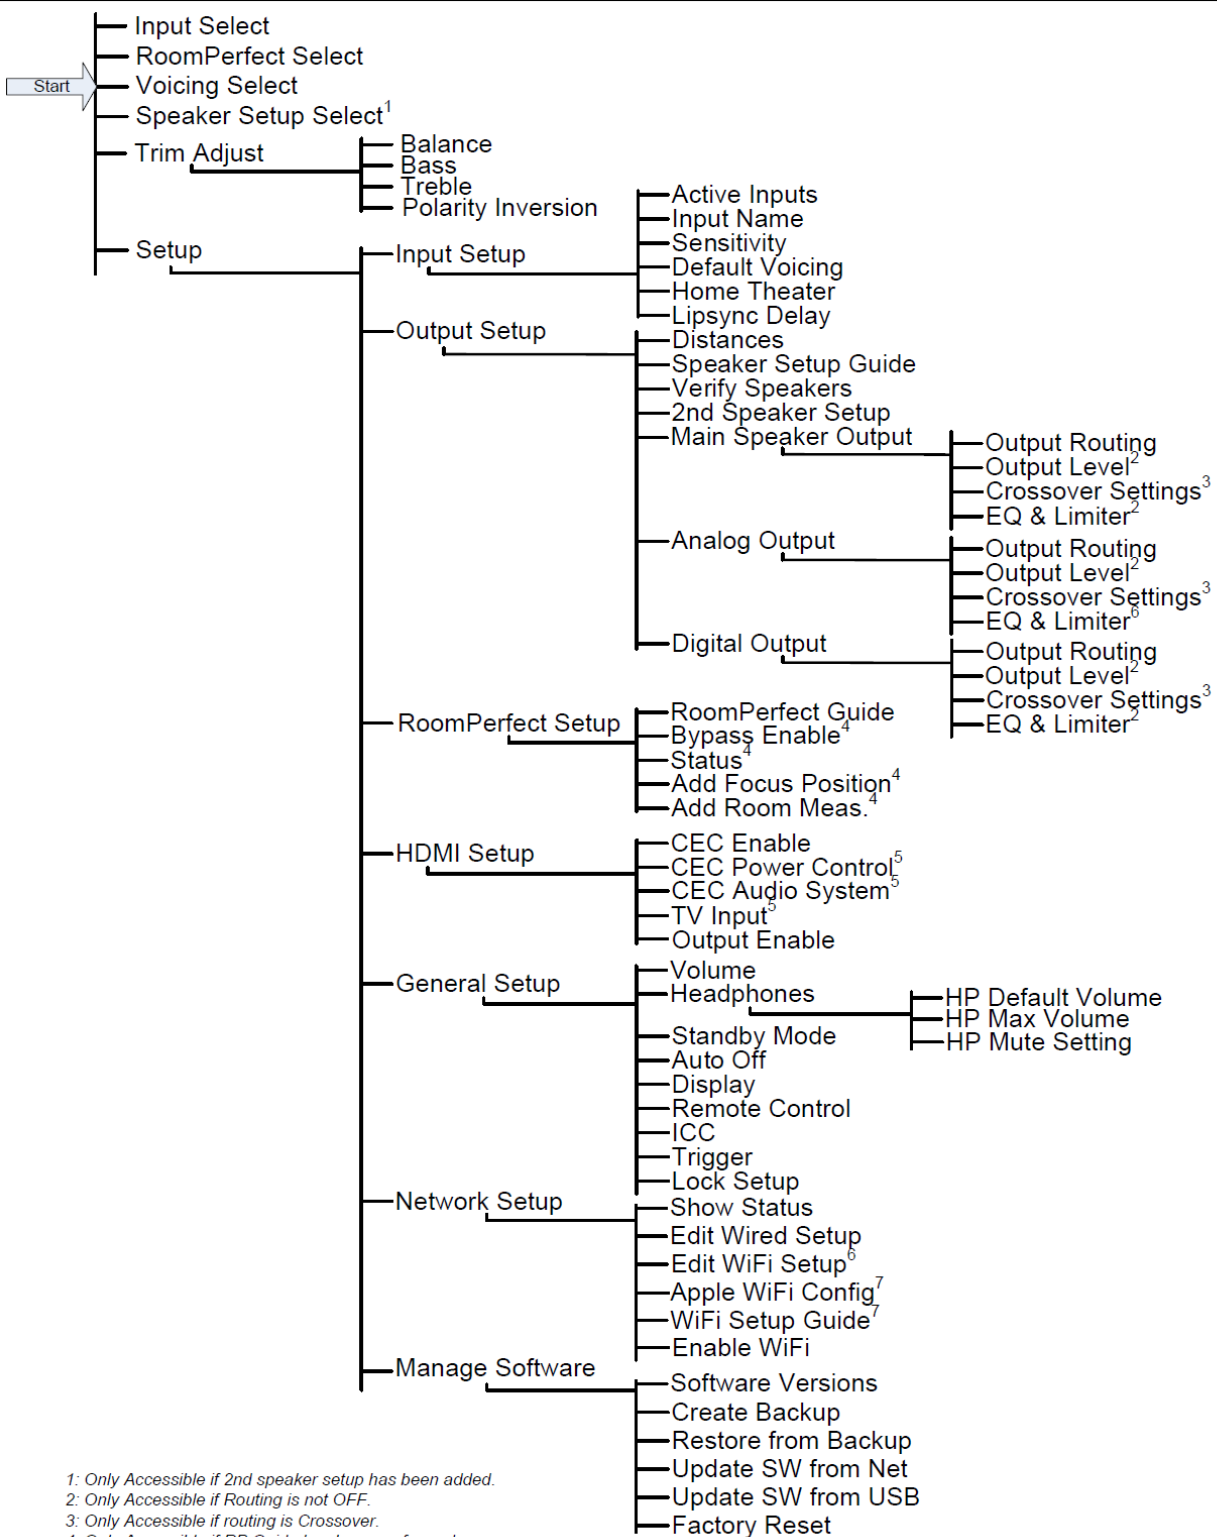 Input Select
RoomPerfect Select
Start
Voicing Select
Speaker Setup Select1
Trim Adjust
Balance
Bass
Treble
Polarity Inversion
Setup
Input Setup
Active Inputs
Input Name
Sensitivity
Default Voicing
Home Theater
Lipsync Delay
Output Setup
Distances
Speaker Setup Guide
Verify Speakers
2nd Speaker Setup
Main Speaker Output
Output Routing
Output Level2
Crossover Settings3
EQ & Limiter2
Analog Output
Output Routing
Output Level2
Crossover Settings3
EQ & Limiter6
Digital Output
Output Routing
Output Level2
Crossover Settings3
EQ & Limiter2
RoomPerfect Setup
RoomPerfect Guide
Bypass Enable4
Status4
Add Focus Position4
Add Room Meas.4
HDMI Setup
CEC Enable
CEC Power Control5
CEC Audio System5
TV Input5
Output Enable
General Setup
Volume
Headphones
HP Default Volume
HP Max Volume
HP Mute Setting
Standby Mode
Auto Off
Display
Remote Control
ICC
Trigger
Lock Setup
Network Setup
Show Status
Edit Wired Setup
Edit WiFi Setup6
Apple WiFi Config7
WiFi Setup Guide7
Enable WiFi
Manage Software
Software Versions
Create Backup
Restore from Backup
Update SW from Net
Update SW from USB
Factory Reset
1: Only Accessible if 2nd speaker setup has been added.
2: Only Accessible if Routing is not OFF.
3: Only Accessible if routing is Crossover.